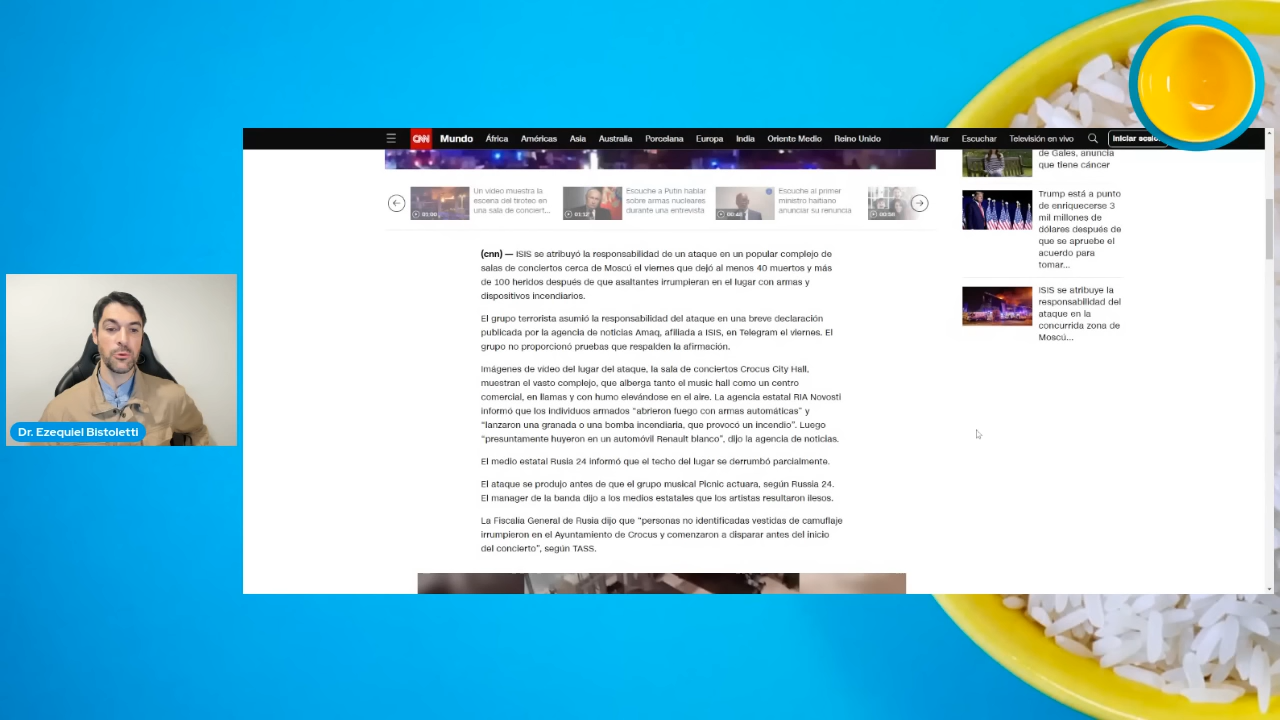 CNN Mundo África Américas Asia Australia Porcelana Europa India Oriente Medio Reino Unido Mirar Escuchar Televisión en vivo Iniciar sesi
Un video muestra la
escena del tiroteo en
una sala de conciert...
01:00
Escuche a Putin hablar
sobre armas nucleares
durante una entrevista
01:12
Escuche al primer
ministro haitiano
anunciar su renuncia
00:42
00:58
(cnn) — ISIS se atribuyó la responsabilidad de un ataque en un popular complejo de
salas de conciertos cerca de Moscú el viernes que dejó al menos 40 muertos y más
de 100 heridos después de que asaltantes irrumpieran en el lugar con armas y
dispositivos incendiarios.
El grupo terrorista asumió la responsabilidad del ataque en una breve declaración
publicada por la agencia de noticias Amaq, afiliada a ISIS, en Telegram el viernes. El
grupo no proporcionó pruebas que respalden la afirmación.
Imágenes de vídeo del lugar del ataque, la sala de conciertos Crocus City Hall,
muestran el vasto complejo, que alberga tanto el music hall como un centro
comercial, en llamas y con humo elevándose en el aire. La agencia estatal RIA Novosti
informó que los individuos armados “abrieron fuego con armas automáticas” y
“lanzaron una granada o una bomba incendiaria, que provocó un incendio”. Luego
“presuntamente huyeron en un automóvil Renault blanco”, dijo la agencia de noticias.
El medio estatal Rusia 24 informó que el techo del lugar se derrumbó parcialmente.
El ataque se produjo antes de que el grupo musical Picnic actuara, según Russia 24.
El manager de la banda dijo a los medios estatales que los artistas resultaron ilesos.
La Fiscalía General de Rusia dijo que “personas no identificadas vestidas de camuflaje
irrumpieron en el Ayuntamiento de Crocus y comenzaron a disparar antes del inicio
del concierto”, según TASS.
de Gales, anuncia
que tiene cáncer
Trump está a punto
de enriquecerse 3
mil millones de
dólares después de
que se apruebe el
acuerdo para
tomar...
ISIS se atribuye la
responsabilidad del
ataque en la
concurrida zona de
Moscú...
Dr. Ezequiel Bistoletti